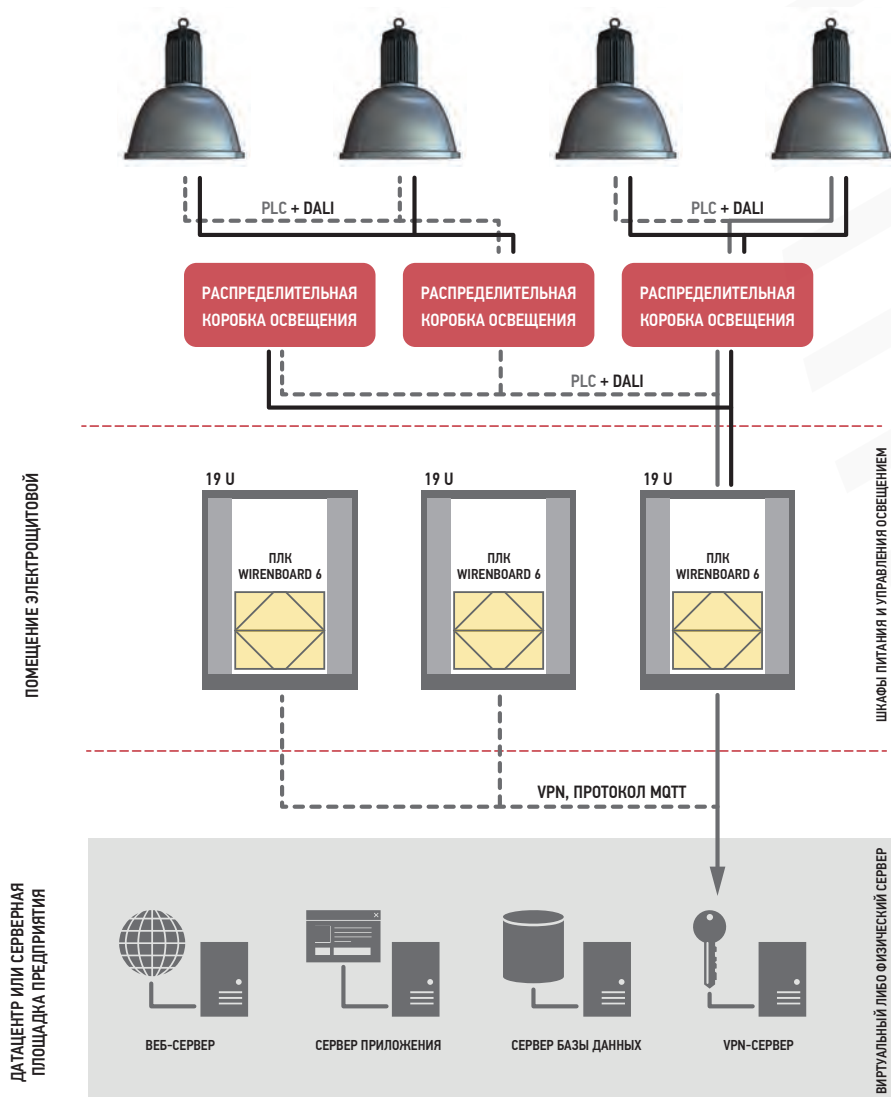 PLC + DALI
PLC + DALI
РАСПРЕДЕЛИТЕЛЬНАЯ
КОРОБКА ОСВЕЩЕНИЯ
РАСПРЕДЕЛИТЕЛЬНАЯ
КОРОБКА ОСВЕЩЕНИЯ
РАСПРЕДЕЛИТЕЛЬНАЯ
КОРОБКА ОСВЕЩЕНИЯ
PLC + DALI
ПОМЕЩЕНИЕ ЭЛЕКТРОЩИТОВОЙ
19 U
ПЛК
WIRENBOARD 6
19 U
ПЛК
WIRENBOARD 6
19 U
ПЛК
WIRENBOARD 6
ШКАФЫ ПИТАНИЯ И УПРАВЛЕНИЯ ОСВЕЩЕНИЕМ
VPN, ПРОТОКОЛ MQTT
ДАТАЦЕНТР ИЛИ СЕРВЕРНАЯ
ПЛОЩАДКА ПРЕДПРИЯТИЯ
ВЕБ-СЕРВЕР
СЕРВЕР ПРИЛОЖЕНИЯ
СЕРВЕР БАЗЫ ДАННЫХ
VPN-СЕРВЕР
ВИРТУАЛЬНЫЙ ЛИБО ФИЗИЧЕСКИЙ СЕРВЕР